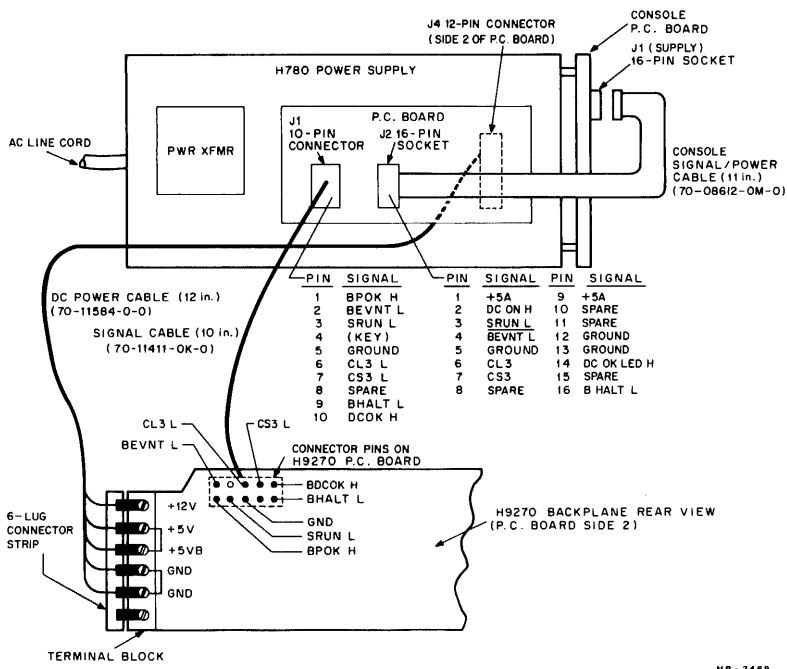 J4 12-PIN CONNECTOR
(SIDE 2 OF P.C. BOARD)
CONSOLE
P.C. BOARD
J1 (SUPPLY)
16-PIN SOCKET
H780 POWER SUPPLY
AC LINE CORD
PWR XFMR
J1
10-PIN
CONNECTOR
P.C. BOARD
J2 16-PIN
SOCKET
CONSOLE
SIGNAL/POWER
CABLE (11 in.)
(70-08612-0M-0)
DC POWER CABLE (12 in.)
(70-11584-0-0)
SIGNAL CABLE (10 in.)
(70-11411-0K-0)
PIN SIGNAL
1 BPOK H
2 BEVNT L
3 SRUN L
4 (KEY)
5 GROUND
6 CL3 L
7 CS3 L
8 SPARE
9 BHALT L
10 DCOK H
PIN SIGNAL PIN SIGNAL
1 +5A 9 +5A
2 DC ON H 10 SPARE
3 SRUN L 11 SPARE
4 BEVNT L 12 GROUND
5 GROUND 13 GROUND
6 CL3 14 DC OK LED H
7 CS3 15 SPARE
8 SPARE 16 B HALT L
CL3 L
CS3 L
BEVNT L
CONNECTOR PINS ON
H9270 P.C. BOARD
BDCOK H
BHALT L
GND
SRUN L
BPOK H
H9270 BACKPLANE REAR VIEW
(P.C. BOARD SIDE 2)
6-LUG
CONNECTOR
STRIP
+12V
+5V
+5VB
GND
GND
TERMINAL BLOCK